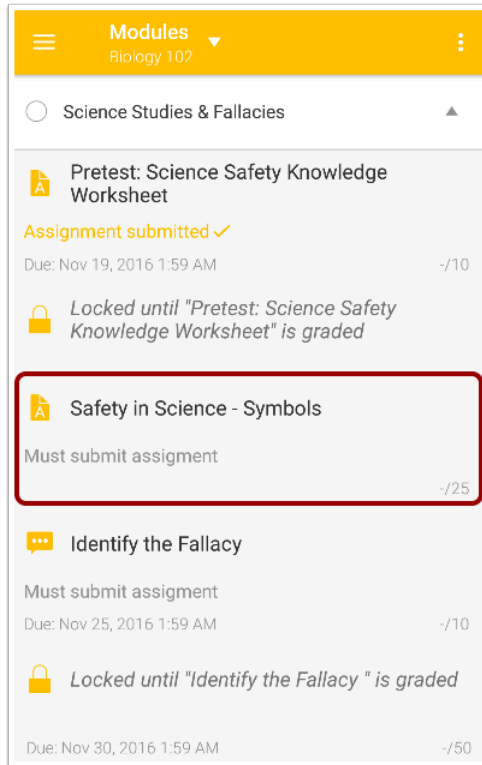 Modules
Biology 102
Science Studies & Fallacies
Pretest: Science Safety Knowledge
Worksheet
Assignment submitted
Due: Nov 19, 2016 1:59 AM -/10
Locked until "Pretest: Science Safety
Knowledge Worksheet" is graded
Safety in Science - Symbols
Must submit assigment
-/25
Identify the Fallacy
Must submit assigment
Due: Nov 25, 2016 1:59 AM -/10
Locked until "Identify the Fallacy " is graded
Due: Nov 30, 2016 1:59 AM -/50